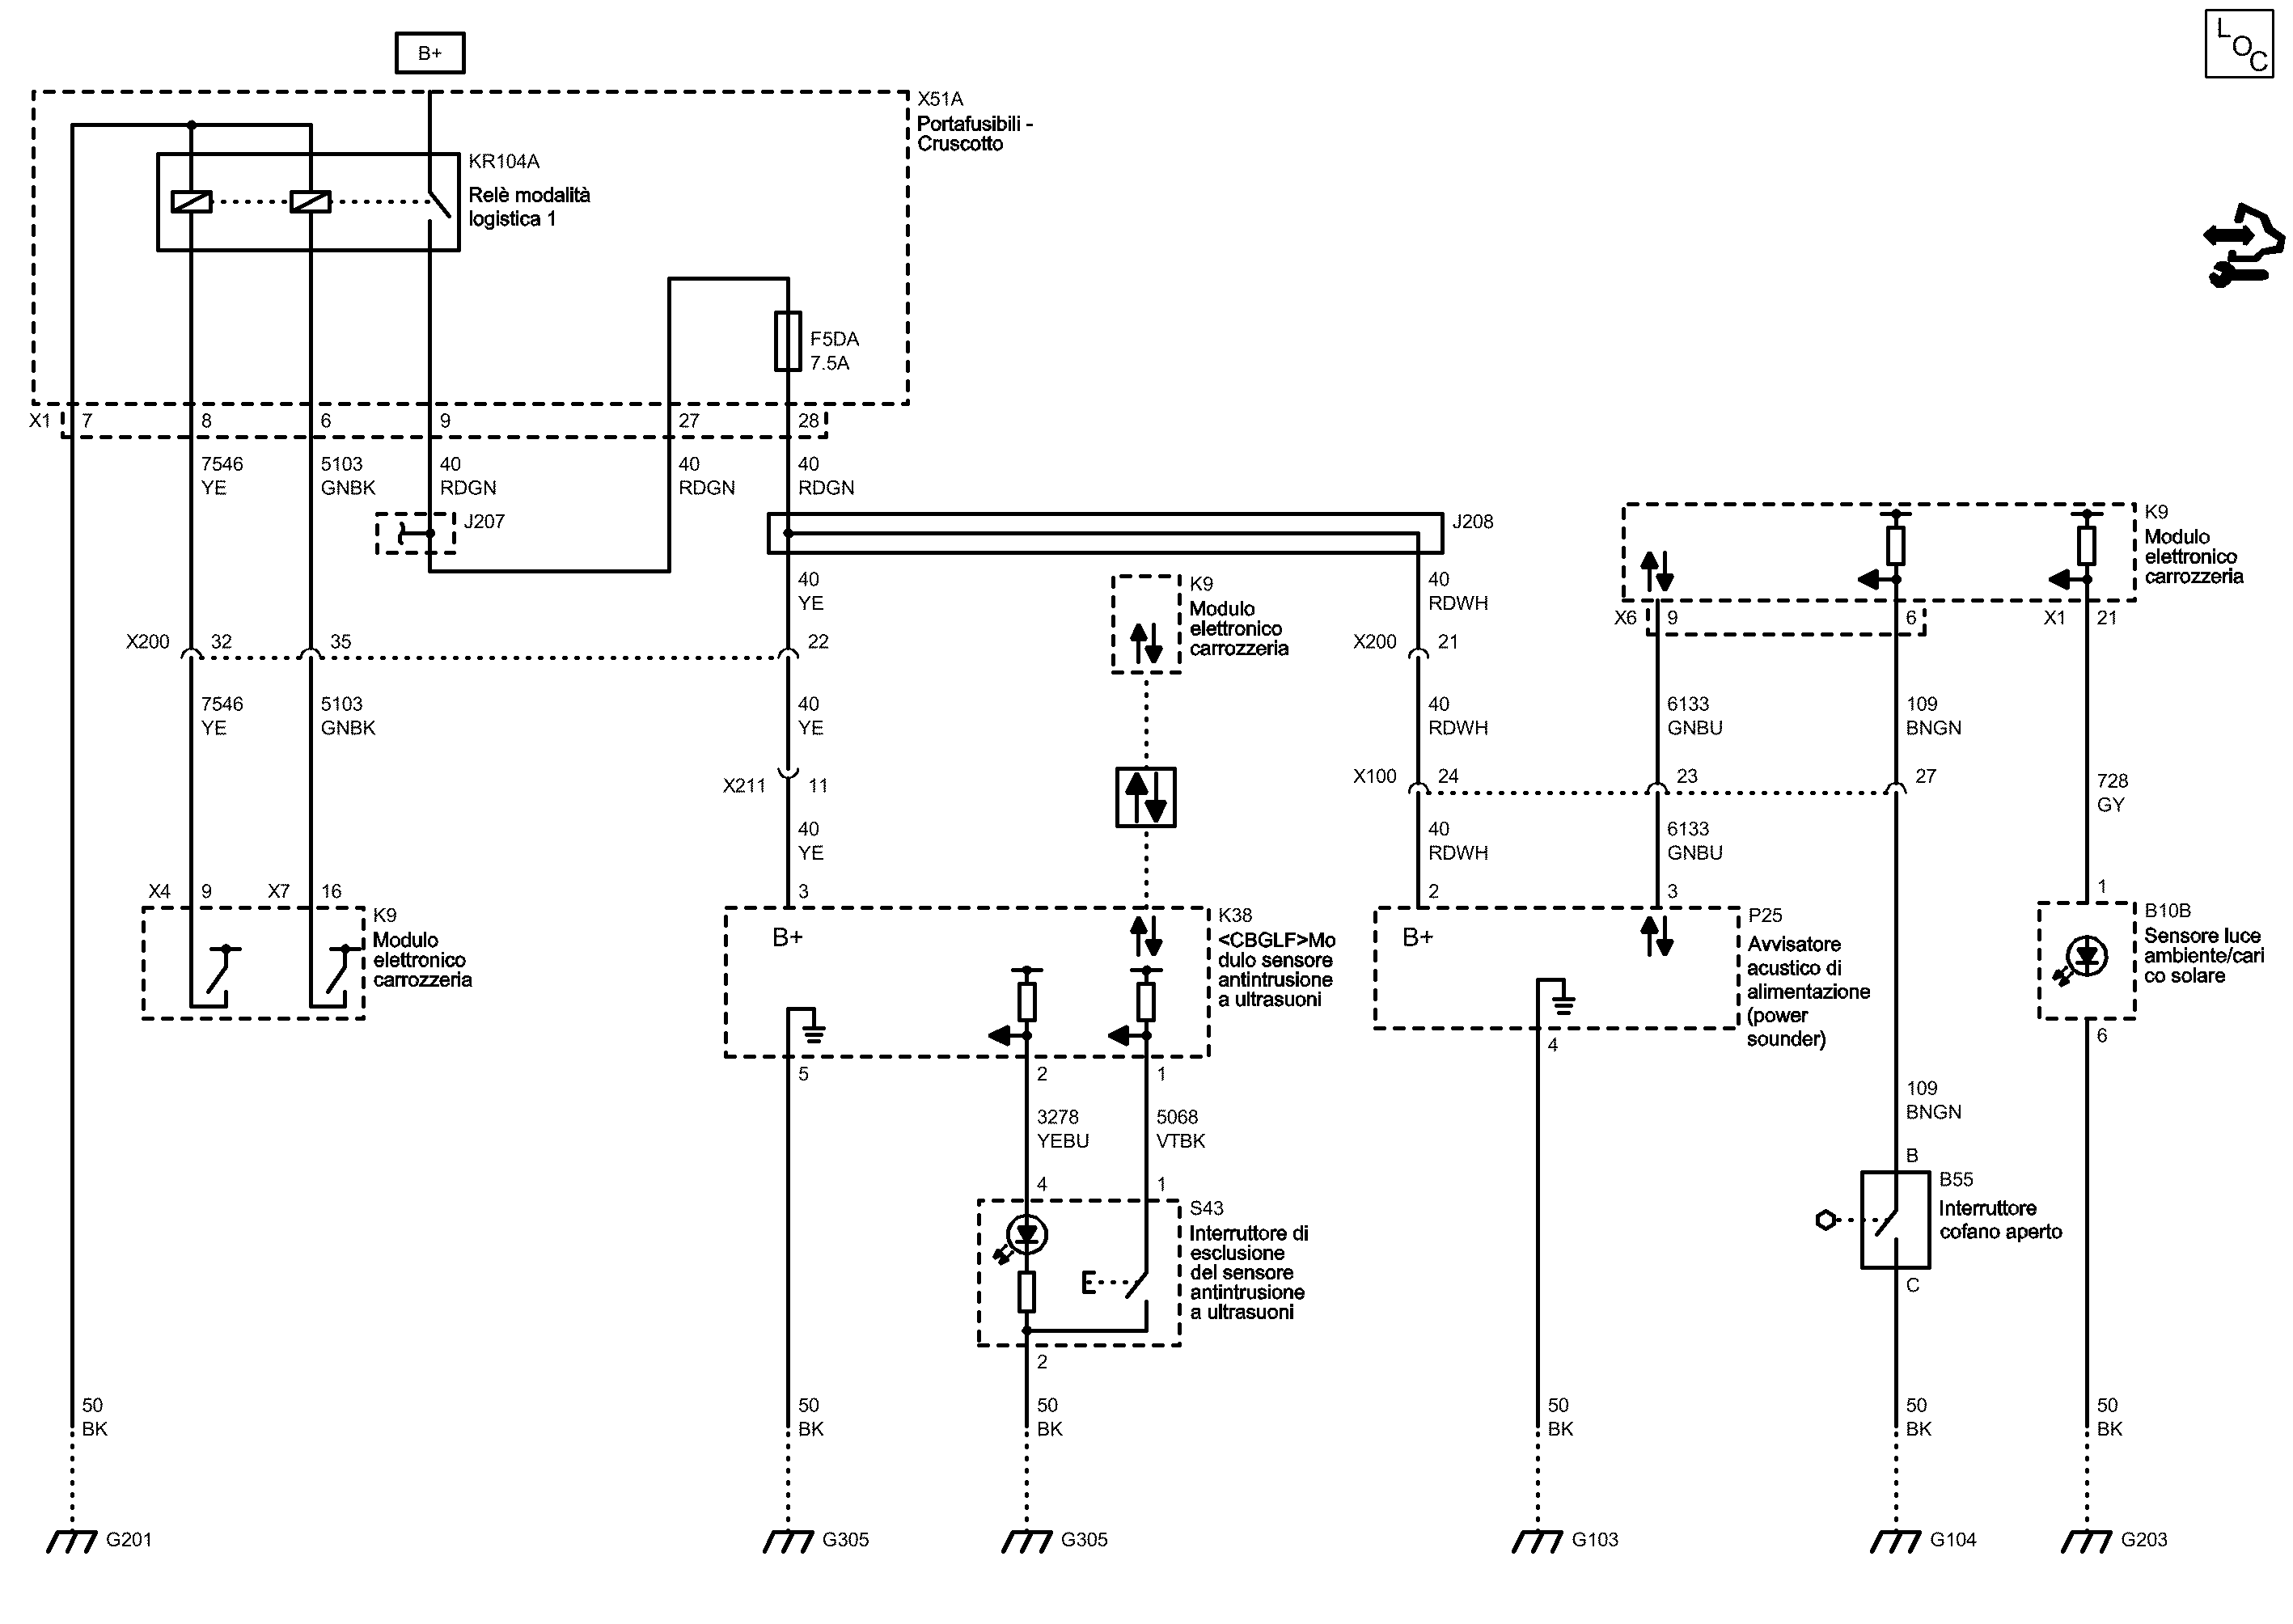 L
O
C
B+
X51A
Portafusibili -
Cruscotto
KR104A
Relè modalità
logistica 1
F5DA
7.5A
X1 7 8 6 9 27 28
7546 5103 40 40 40
YE GNBK RDGN RDGN RDGN
J207
J208
K9
Modulo
elettronico
carrozzeria
40
YE
K9
Modulo
elettronico
carrozzeria
40
RDWH
X6 9 6 X1 21
X200 32 35 22
X200 21
7546 5103 40 40 6133 109
YE GNBK YE RDWH GNBU BNGN
X211 11
X100 24 23 27
728
GY
40 40 6133
YE RDWH GNBU
X4 9 X7 16 3 2 3 1
K9
Modulo
elettronico
carrozzeria
B+
K38
<CBGLF>Mo
dulo sensore
antintrusione
a ultrasuoni
B+
P25
Avvisatore
acustico di
alimentazione
(power
sounder)
B10B
Sensore luce
ambiente/cari
co solare
5 2 1 4 6
3278 5068 109
YEBU VTBK BNGN
4 1 B
S43
Interruttore di
esclusione
del sensore
antintrusione
a ultrasuoni
B55
Interruttore
cofano aperto
C
2
50 50 50 50 50 50
BK BK BK BK BK BK
G201 G305 G305 G103 G104 G203